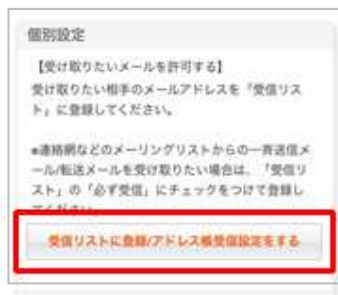 個別設定
【受け取りたいメールを許可する】
受け取りたい相手のメールアドレスを「受信リス
ト」に登録してください。
●連絡網などのメーリングリストからの一斉送信メ
ール/転送メールを受け取りたい場合は、「受信リ
スト」の「必ず受信」にチェックをつけて登録し
てください。
受信リストに登録/アドレス帳受信設定をする